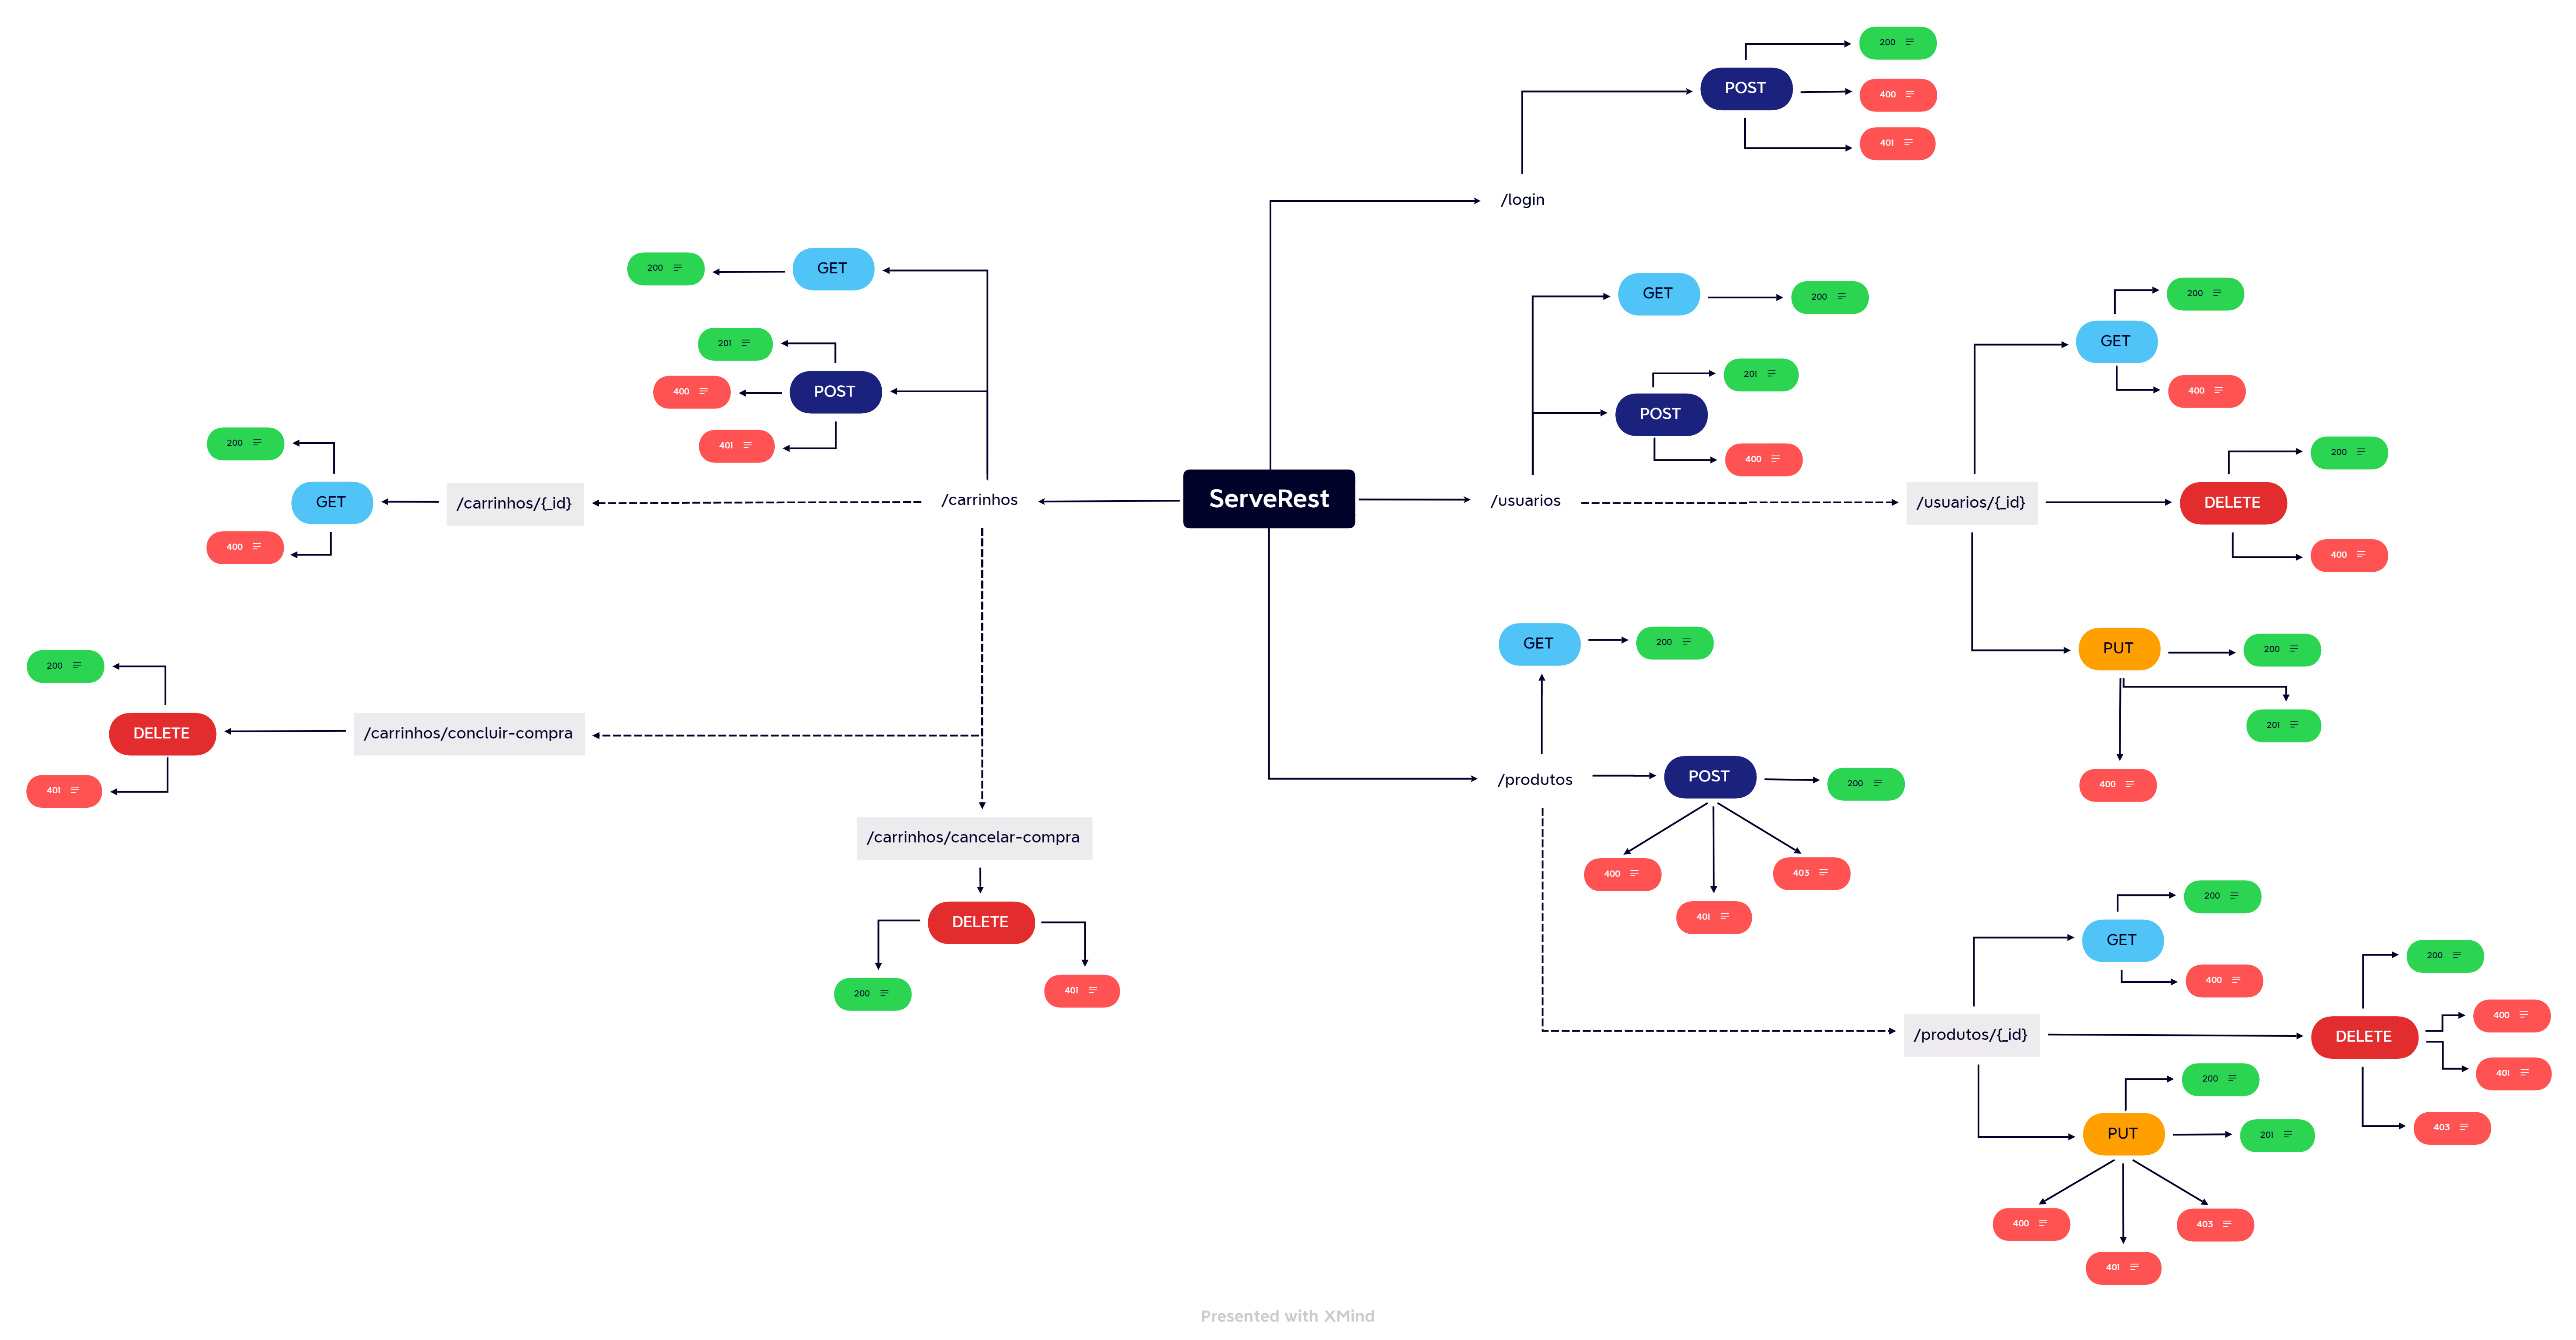 ServeRest
/login
POST
200
400
401
/usuarios
GET
200
POST
201
400
/usuarios/{_id}
GET
200
400
DELETE
200
400
PUT
200
201
400
/produtos
GET
200
POST
200
400
401
403
/produtos/{_id}
GET
200
400
DELETE
200
400
401
403
PUT
200
201
400
401
403
/carrinhos
GET
200
POST
201
400
401
/carrinhos/{_id}
GET
200
400
/carrinhos/concluir-compra
DELETE
200
401
/carrinhos/cancelar-compra
DELETE
200
401
Presented with XMind